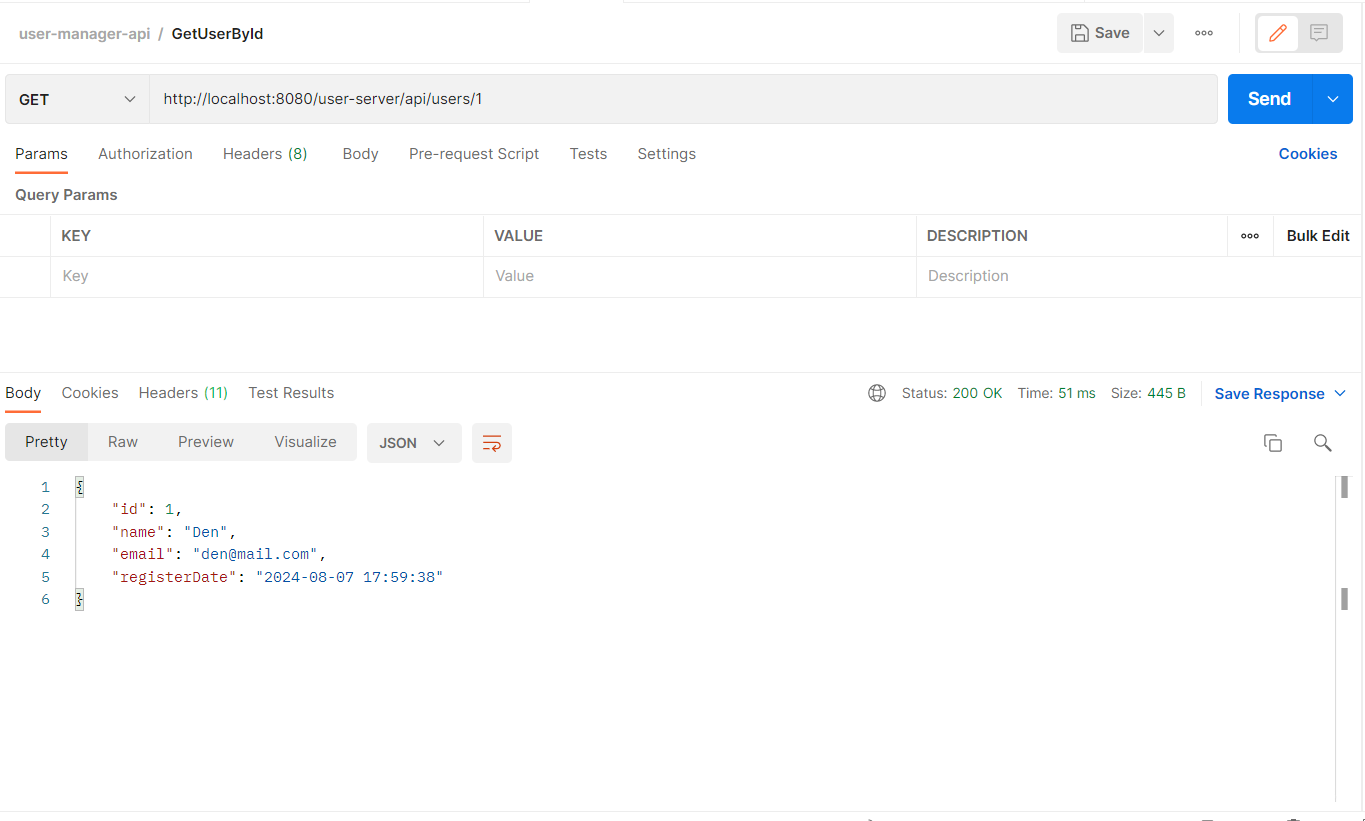 user-manager-api / GetUserById
Save
GET
http://localhost:8080/user-server/api/users/1
Send
Params Authorization Headers (8) Body Pre-request Script Tests Settings Cookies
Query Params
KEY VALUE DESCRIPTION Bulk Edit
Key Value Description
Body Cookies Headers (11) Test Results Status: 200 OK Time: 51 ms Size: 445 B Save Response
Pretty Raw Preview Visualize JSON
1 {
2 "id": 1,
3 "name": "Den",
4 "email": "den@mail.com",
5 "registerDate": "2024-08-07 17:59:38"
6 }